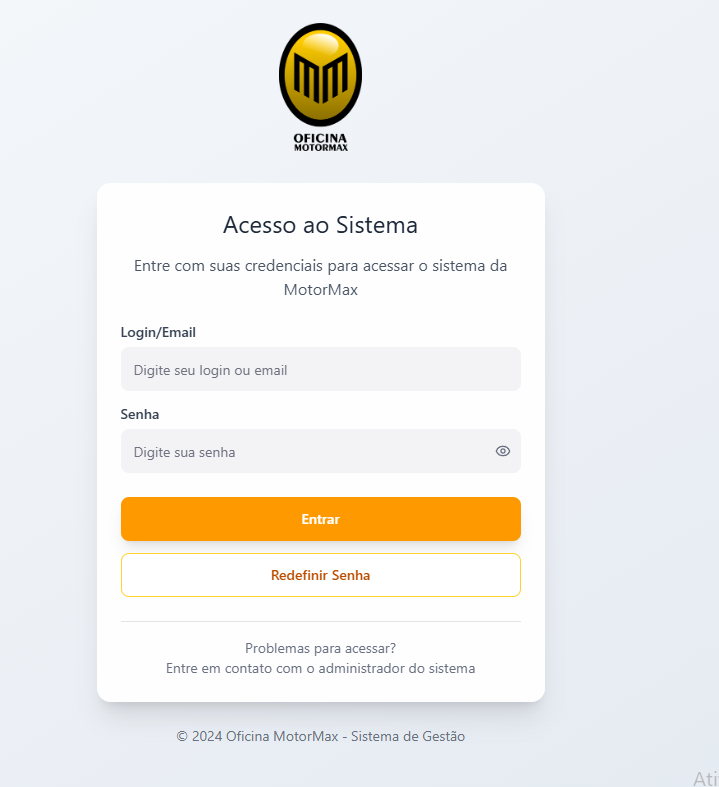 OFICINA
MOTORMAX
Acesso ao Sistema
Entre com suas credenciais para acessar o sistema da
MotorMax
Login/Email
Digite seu login ou email
Senha
Digite sua senha
Entrar
Redefinir Senha
Problemas para acessar?
Entre em contato com o administrador do sistema
© 2024 Oficina MotorMax - Sistema de Gestão
Ati